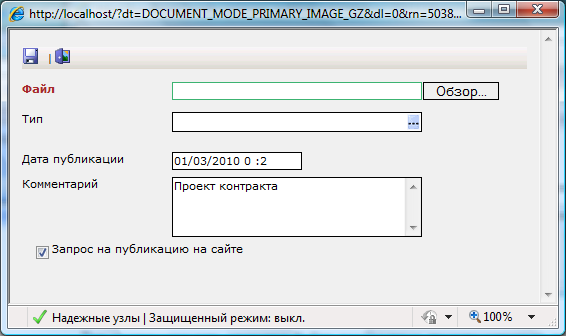 http://localhost/?dt=DOCUMENT_MODE_PRIMARY_IMAGE_GZ&dl=0&rn=5038...
Файл
Обзор...
Тип
...
Дата публикации
01/03/2010 0 :2
Комментарий
Проект контракта
Запрос на публикацию на сайте
Надежные узлы | Защищенный режим: выкл.
100%